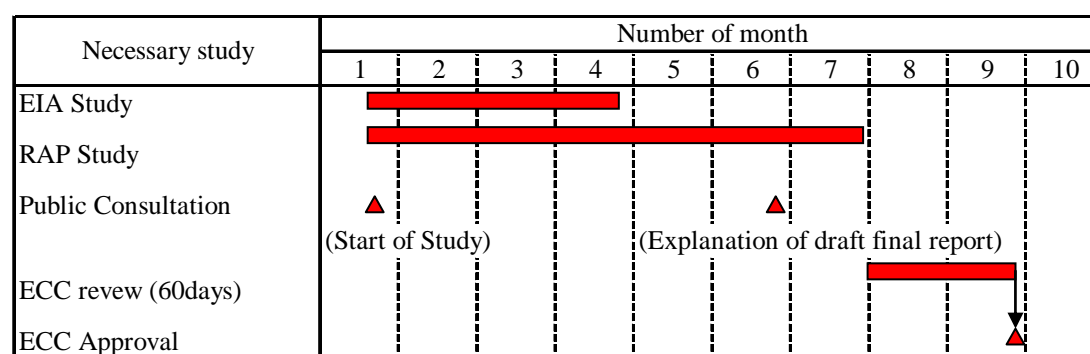 Necessary study
Number of month
1 2 3 4 5 6 7 8 9 10
EIA Study
RAP Study
Public Consultation
(Start of Study) (Explanation of draft final report)
ECC revew (60days)
ECC Approval